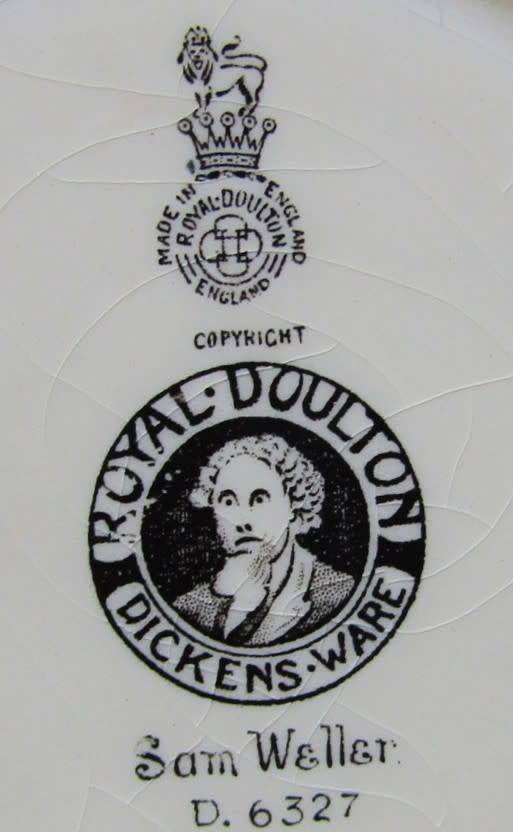 MADE IN ENGLAND
ROYAL·DOULTON
ENGLAND
COPYRIGHT
ROYAL·DOULTON
DICKENS·WARE
Sam Weller.
D. 6327